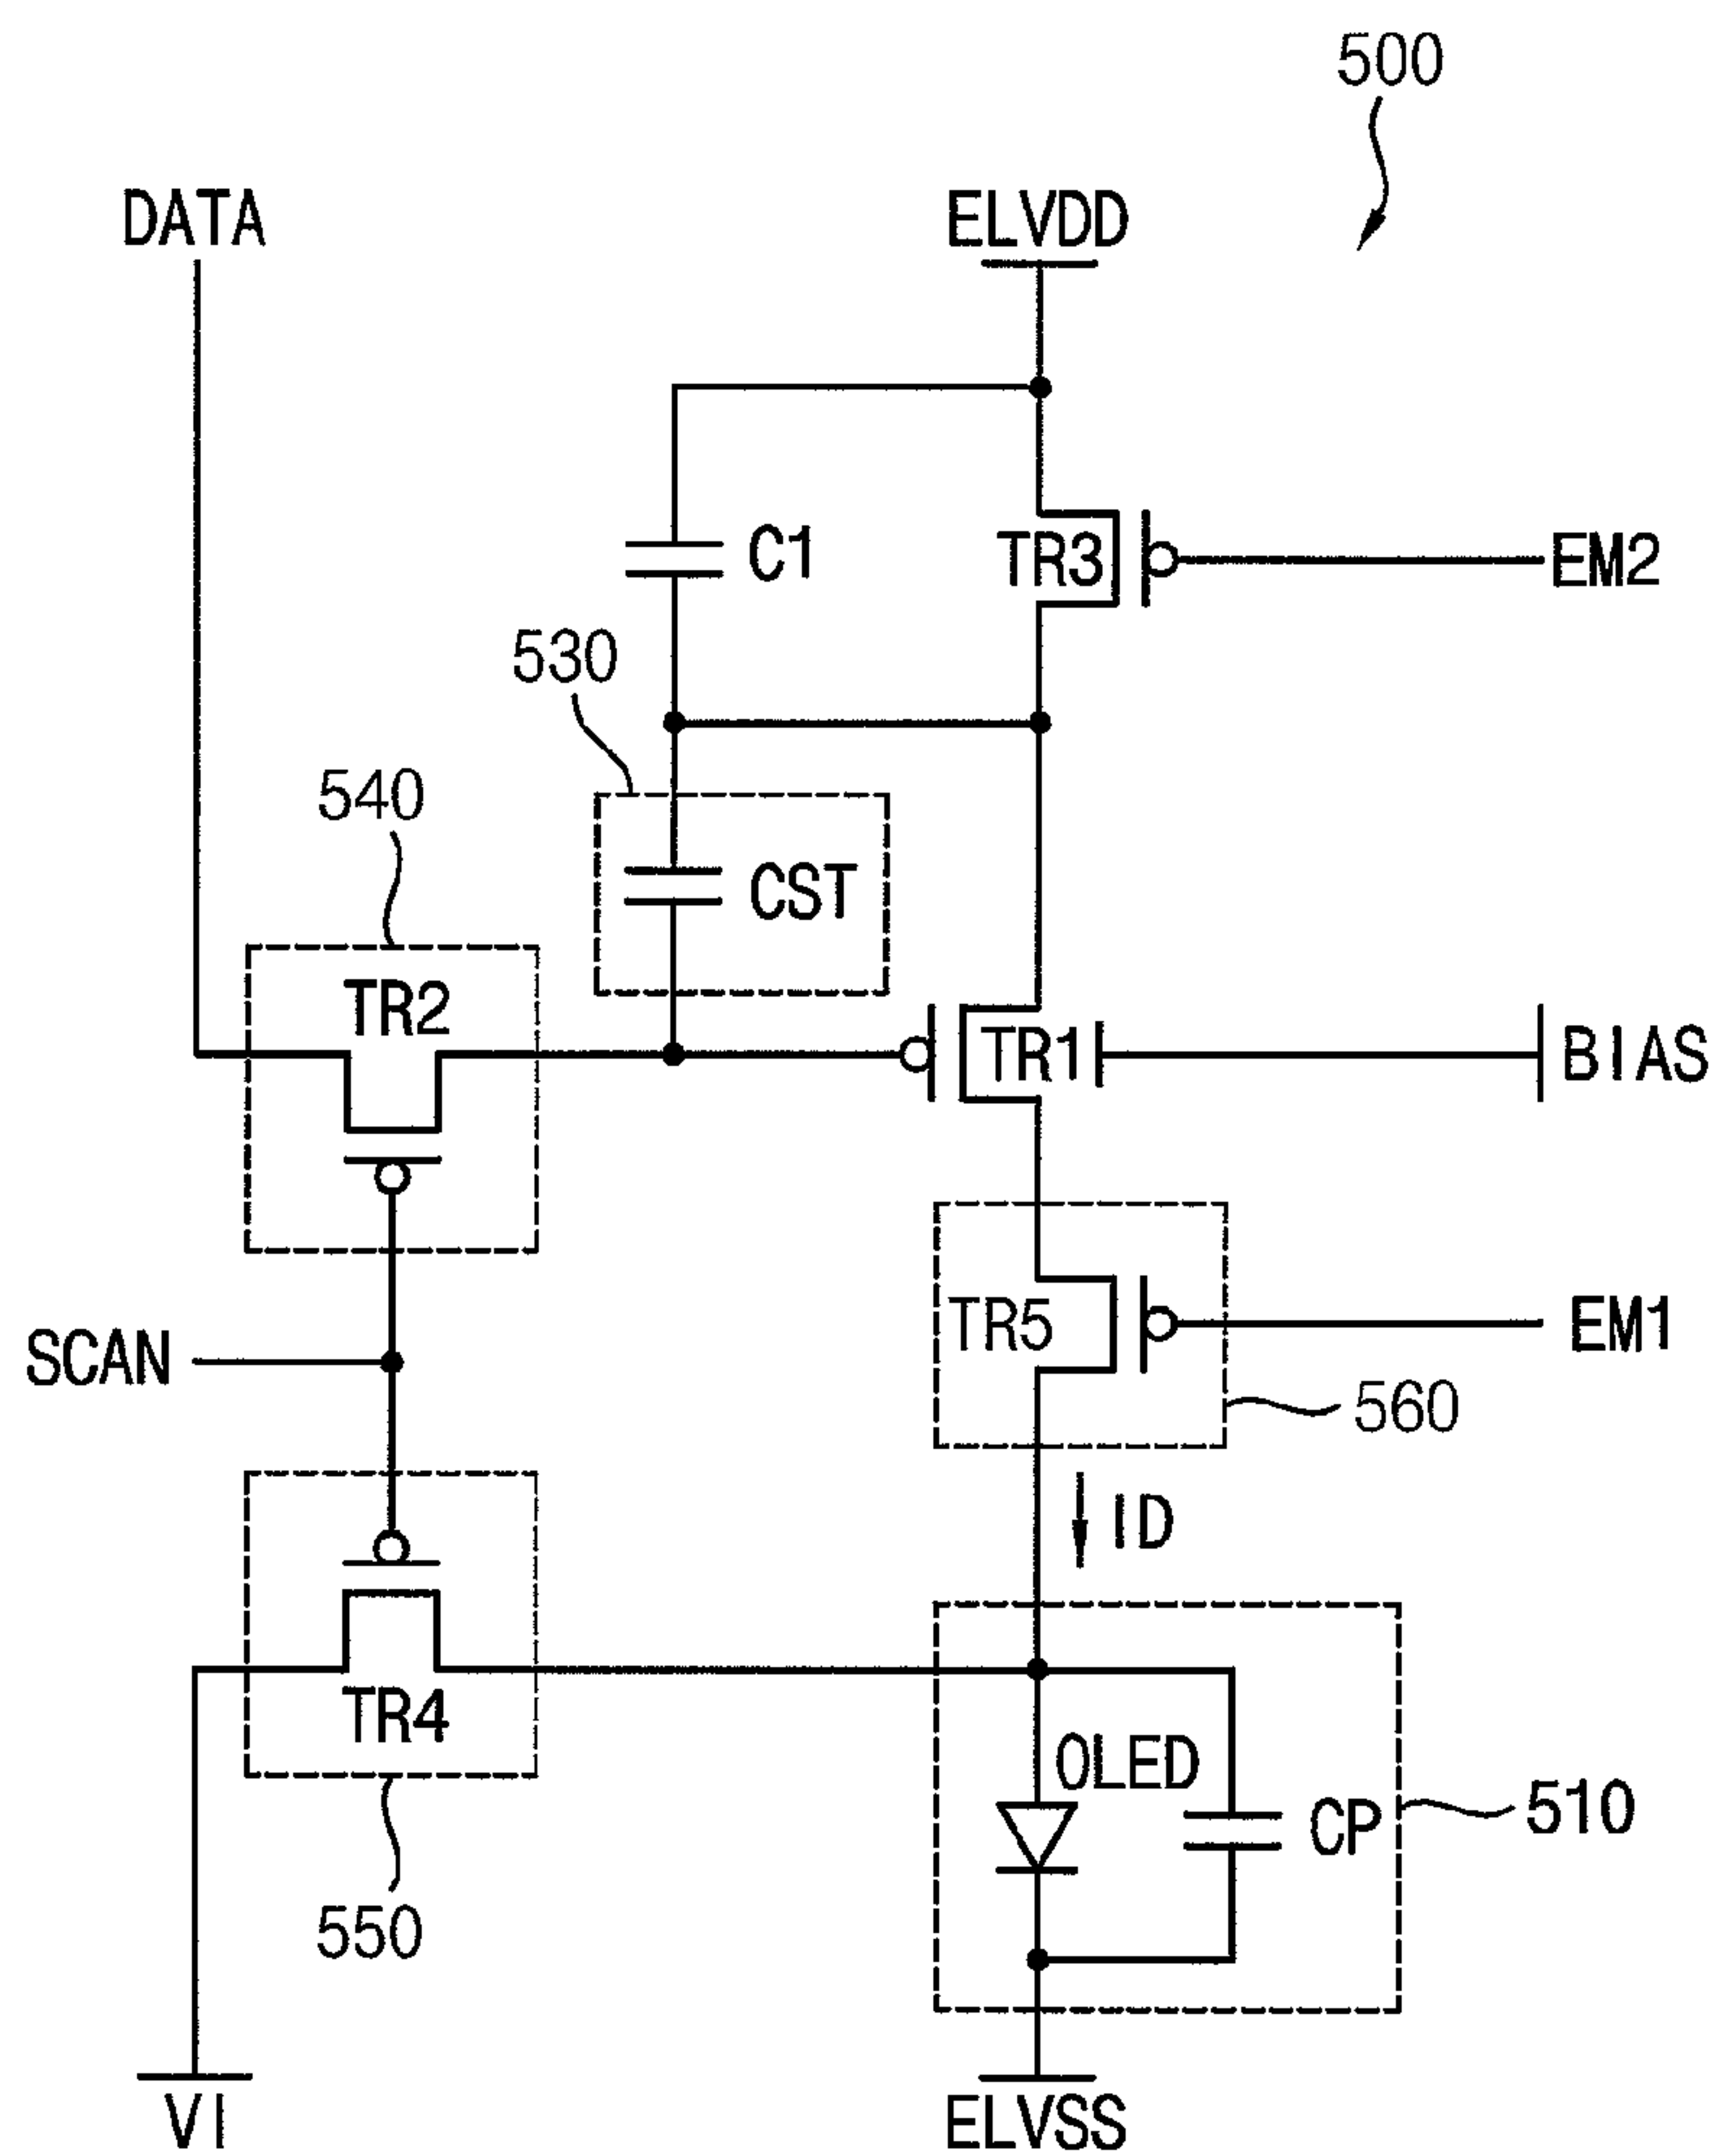 500
DATA
ELVDD
C1
TR3
EM2
530
540
CST
TR2
TR1
BIAS
TR5
EM1
SCAN
560
ID
TR4
OLED
CP
510
550
VI
ELVSS